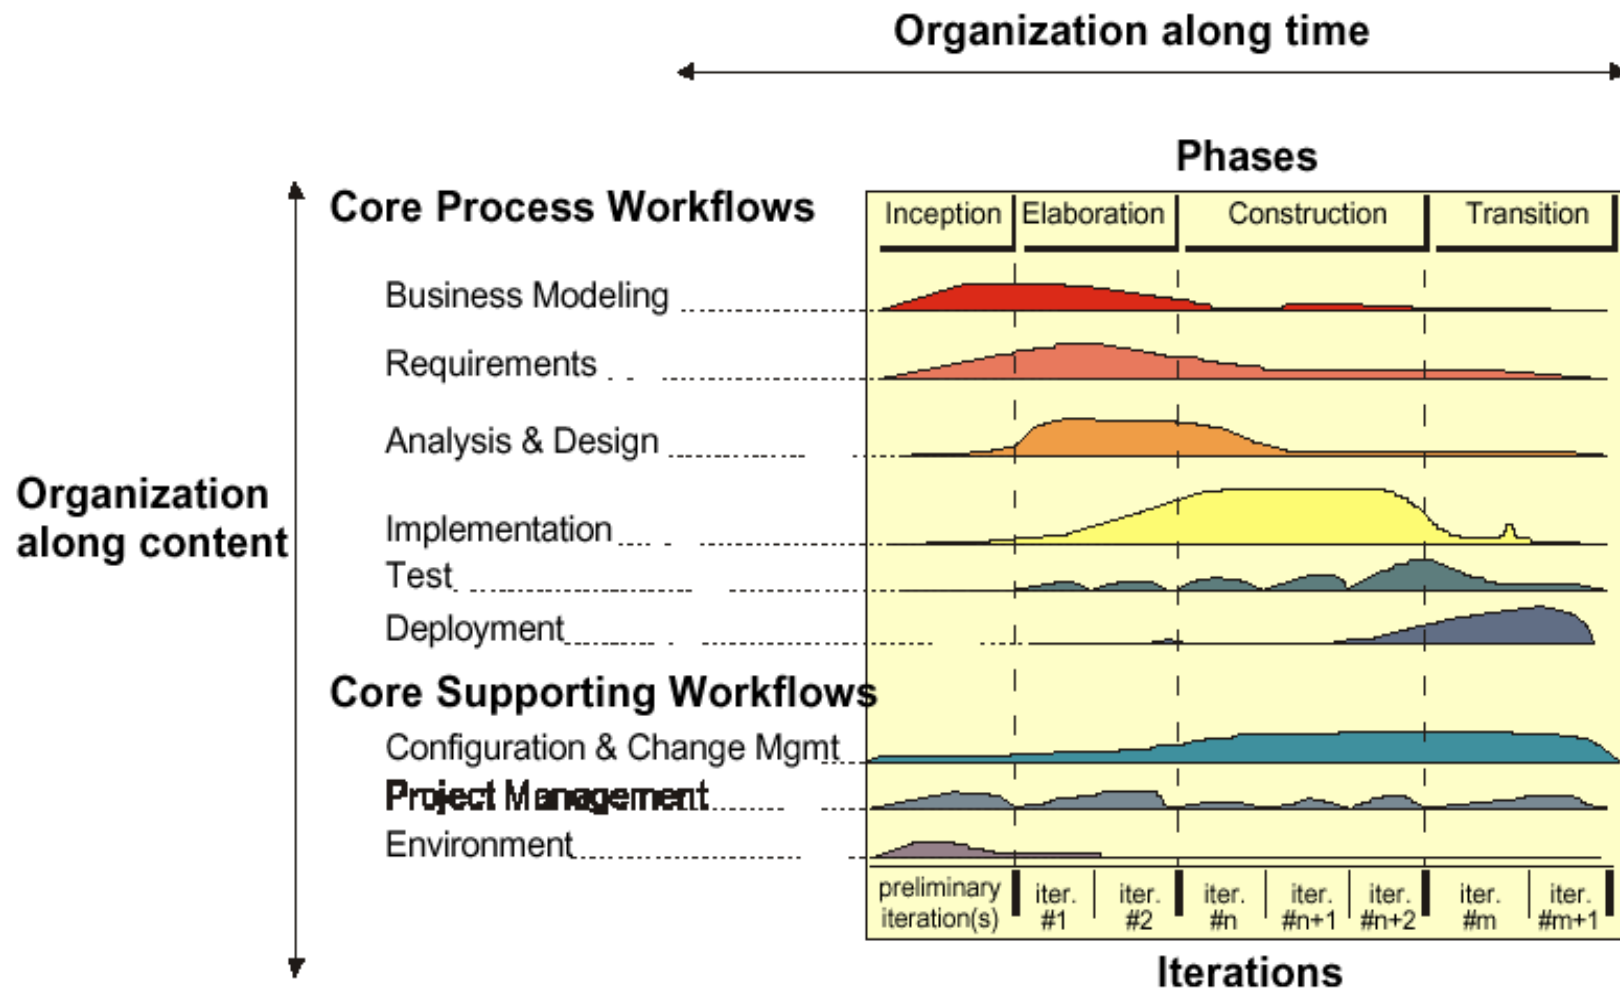 Organization along time
Phases
Core Process Workflows
Inception
Elaboration
Construction
Transition
Business Modeling
Requirements
Analysis & Design
Organization
along content
Implementation
Test
Deployment
Core Supporting Workflows
Configuration & Change Mgmt
Project Management
Environment
preliminary
iteration(s)
iter.
#1
iter.
#2
iter.
#n
iter.
#n+1
iter.
#n+2
iter.
#m
iter.
#m+1
Iterations